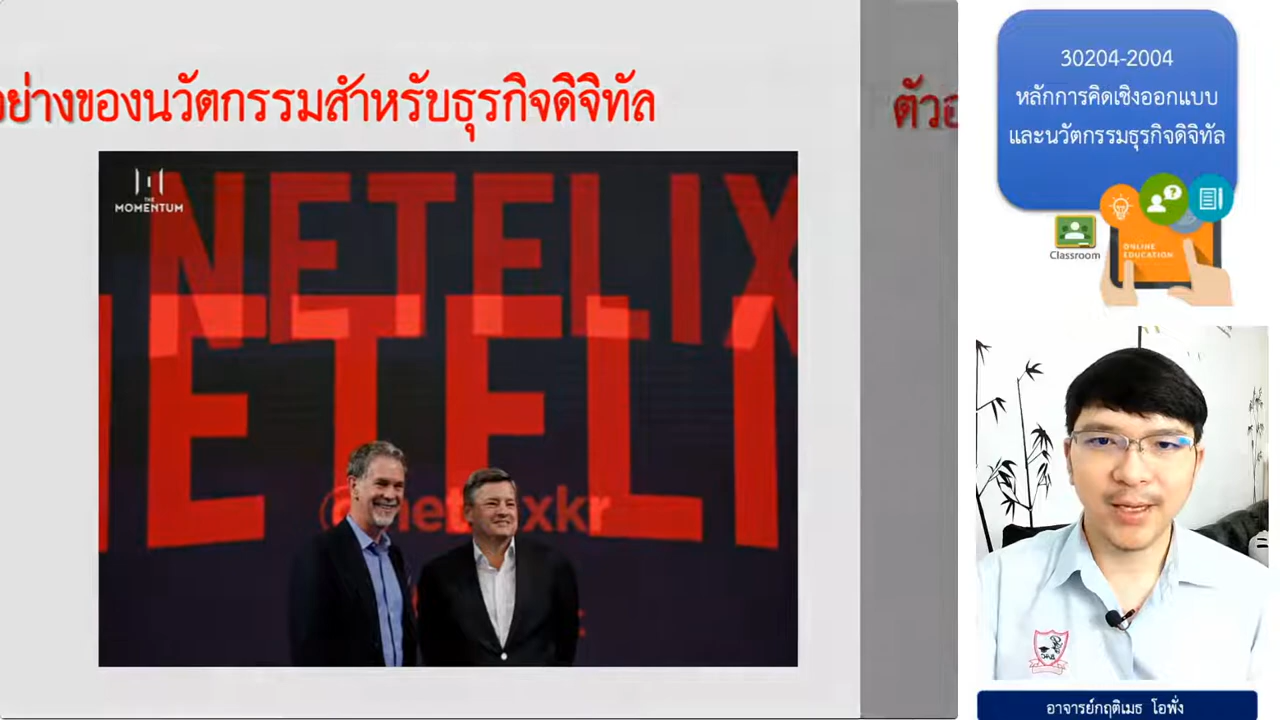 อย่างของนวัตกรรมสำหรับธุรกิจดิจิทัล
THE
MOMENTUM
NETFLIX
NETFLI
@netflixkr
30204-2004
หลักการคิดเชิงออกแบบ
และนวัตกรรมธุรกิจดิจิทัล
Classroom
ONLINE
EDUCATION
อาจารย์กฤติเมธ โอพั่ง